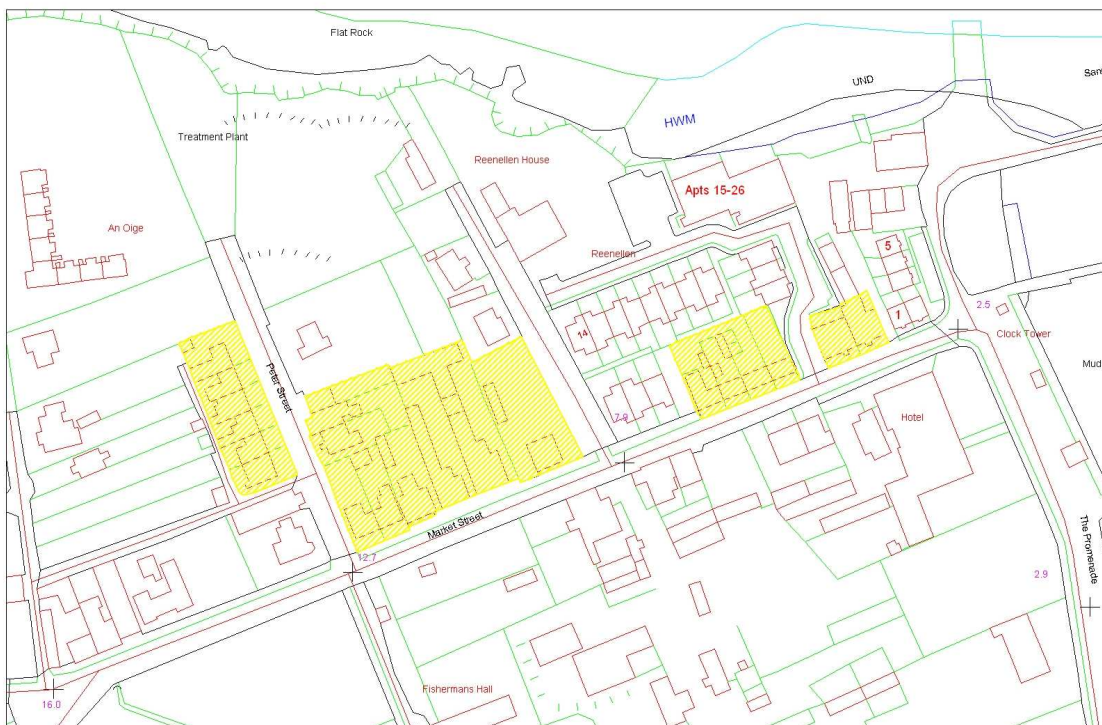 Flat Rock
UND
San
HWM
Treatment Plant
Reenellen House
Apts 15-26
An Oige
Reenellen
5
2.5
1
Clock Tower
14
Mud
Peter Street
7.9
Hotel
Market Street
12.7
The Promenade
2.9
Fishermans Hall
16.0